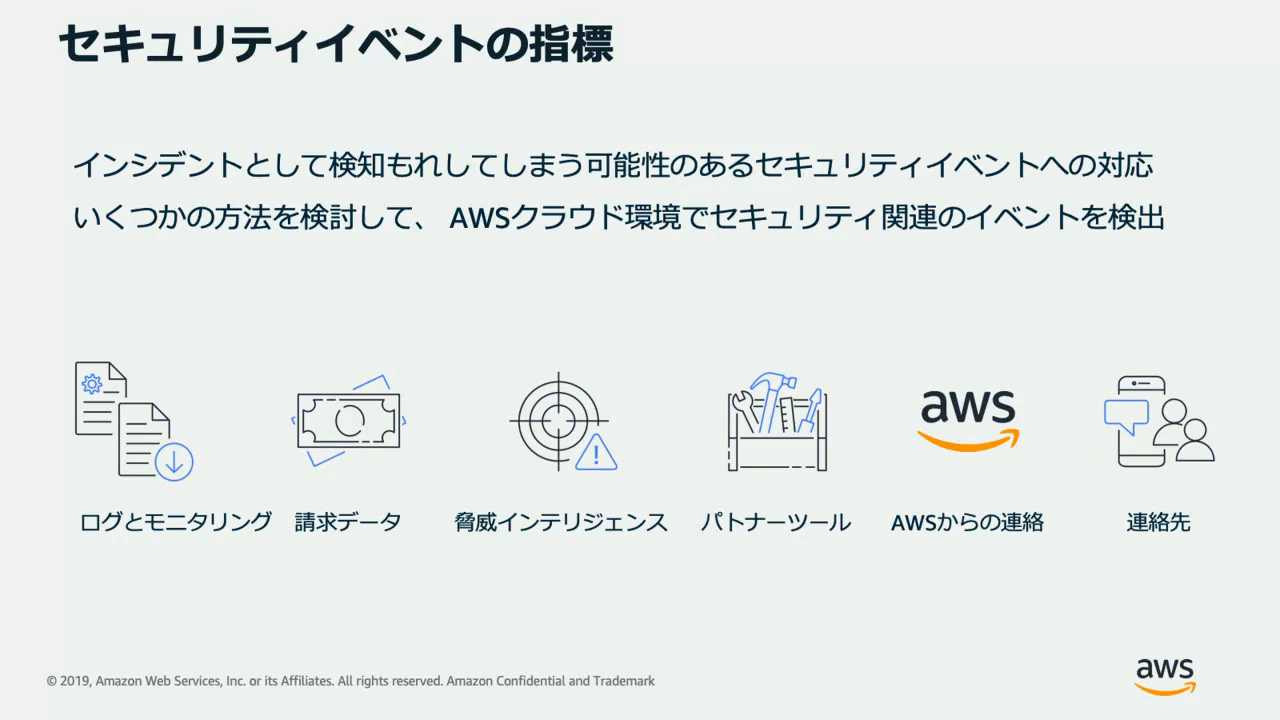 セキュリティイベントの指標
インシデントとして検知もれしてしまう可能性のあるセキュリティイベントへの対応
いくつかの方法を検討して、 AWSクラウド環境でセキュリティ関連のイベントを検出
aws
ログとモニタリング 請求データ 脅威インテリジェンス パートナーツール AWSからの連絡 連絡先
© 2019, Amazon Web Services, Inc. or its Affiliates. All rights reserved. Amazon Confidential and Trademark
aws